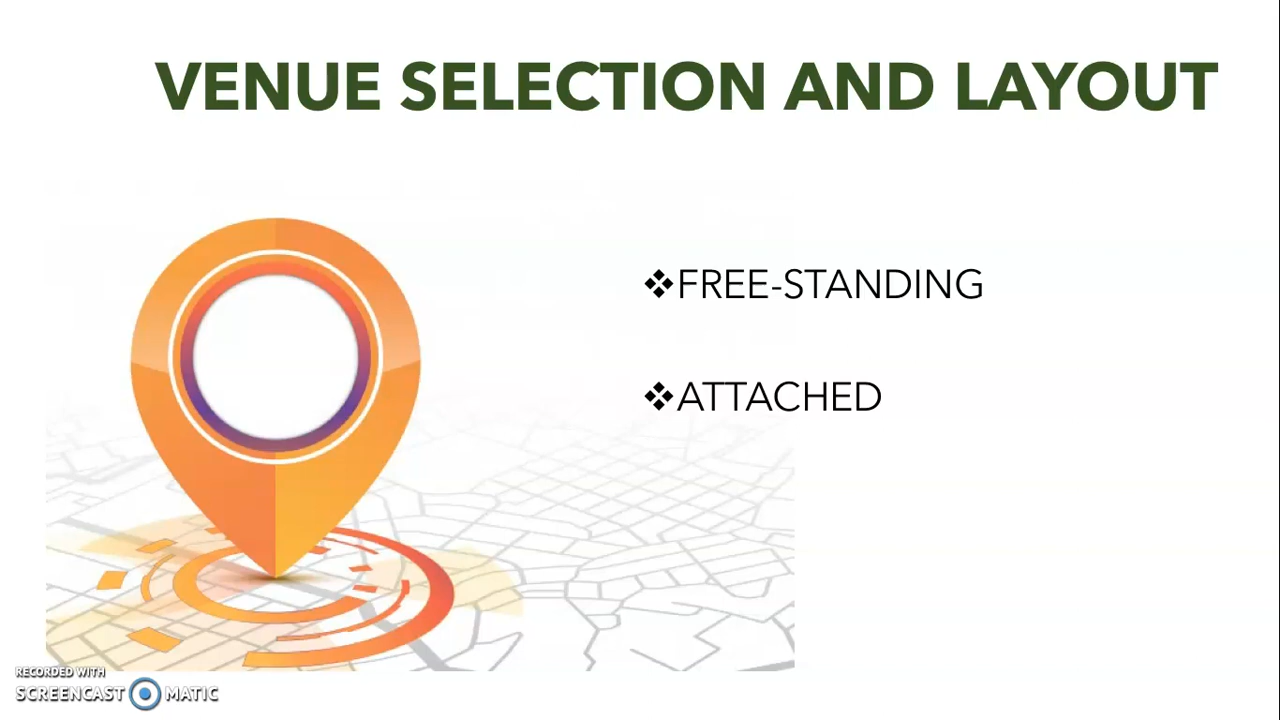 VENUE SELECTION AND LAYOUT
❖FREE-STANDING
❖ATTACHED
RECORDED WITH
SCREENCAST MATIC